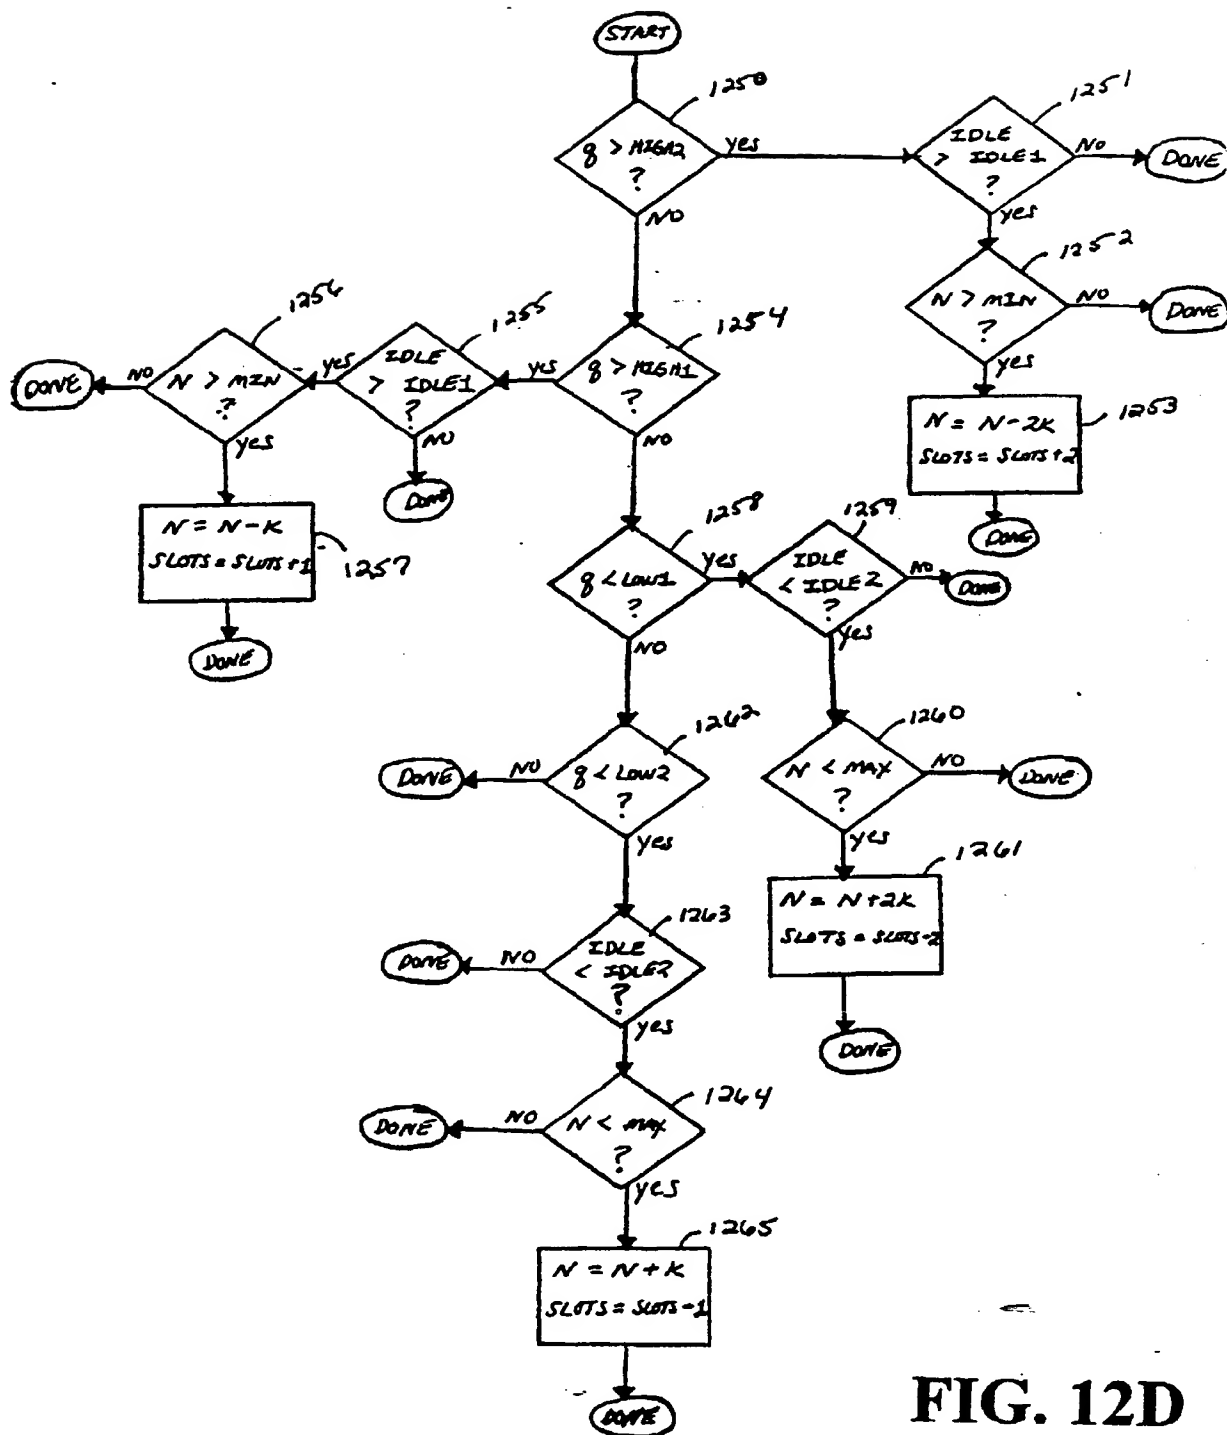 START
1250
q > HIGH2
?
yes
NO
1251
IDLE
> IDLE1
?
NO
DONE
yes
1252
N > MIN
?
NO
DONE
yes
1253
N = N-2K
SLOTS = SLOTS+2
DONE
1254
q > HIGH1
?
yes
NO
1255
IDLE
> IDLE1
?
yes
NO
DONE
1256
N > MIN
?
NO
DONE
yes
N = N-K
SLOTS = SLOTS+1
1257
DONE
1258
q < LOW1
?
yes
NO
1259
IDLE
< IDLE2
?
NO
DONE
yes
1260
N < MAX
?
NO
DONE
yes
1261
N = N+2K
SLOTS = SLOTS-2
DONE
1262
q < LOW2
?
NO
DONE
yes
1263
IDLE
< IDLE2
?
NO
DONE
yes
1264
N < MAX
?
NO
DONE
yes
1265
N = N+K
SLOTS = SLOTS-1
DONE
FIG. 12D